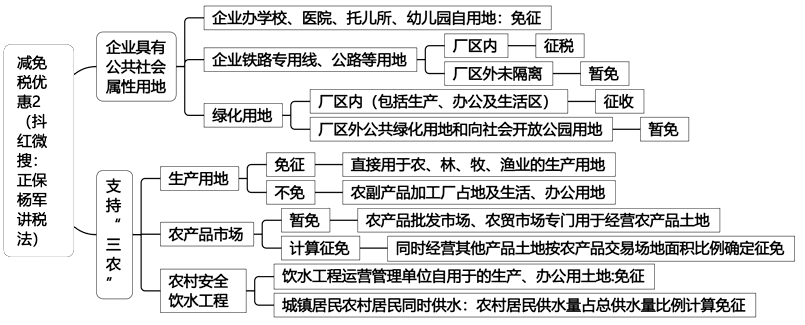 减免
税优
惠2
（抖
红微
搜：
正保
杨军
讲税
法）
企业具有
公共社会
属性用地
企业办学校、医院、托儿所、幼儿园自用地：免征
企业铁路专用线、公路等用地
厂区内
征税
厂区外未隔离
暂免
绿化用地
厂区内（包括生产、办公及生活区）
征收
厂区外公共绿化用地和向社会开放公园用地
暂免
支
持
“
三
农
”
生产用地
免征
直接用于农、林、牧、渔业的生产用地
不免
农副产品加工厂占地及生活、办公用地
农产品市场
暂免
农产品批发市场、农贸市场专门用于经营农产品土地
计算征免
同时经营其他产品土地按农产品交易场地面积比例确定征免
农村安全
饮水工程
饮水工程运营管理单位自用于的生产、办公用土地:免征
城镇居民农村居民同时供水：农村居民供水量占总供水量比例计算免征